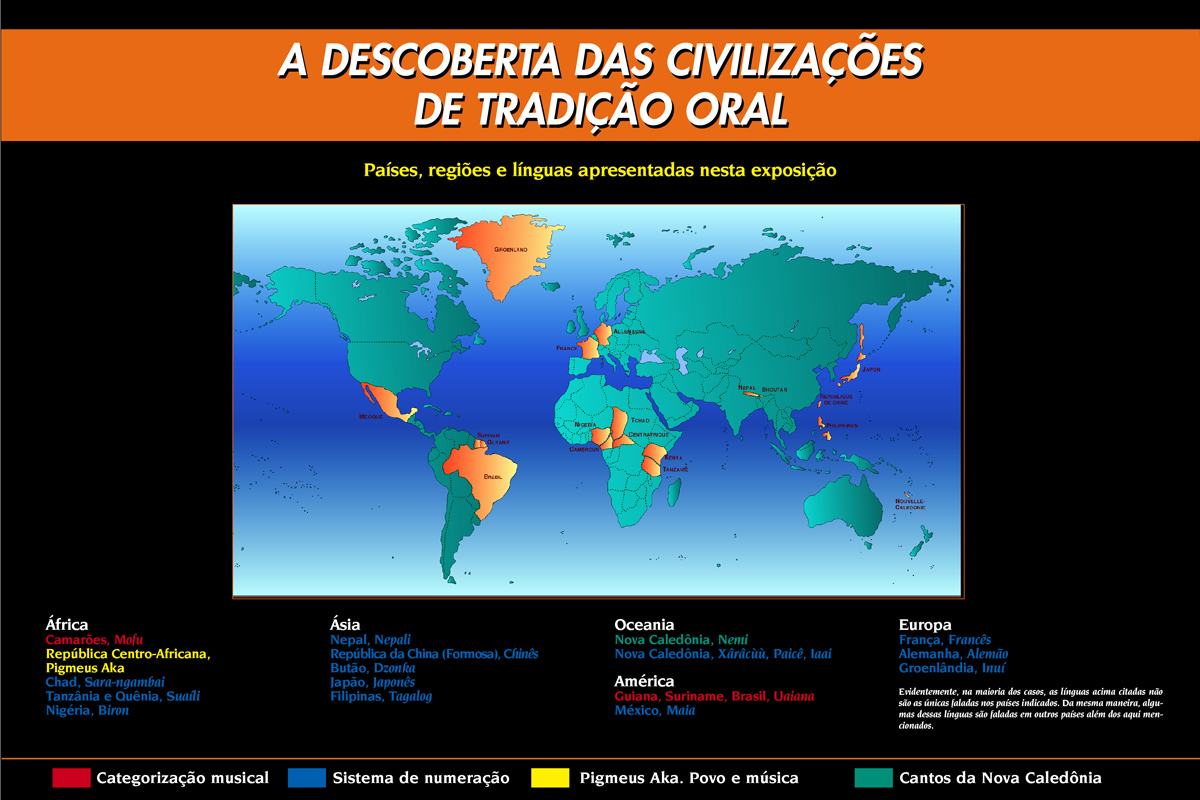 A DESCOBERTA DAS CIVILIZAÇÕES
DE TRADIÇÃO ORAL
Países, regiões e línguas apresentadas nesta exposição
GROENLAND
ALLEMAGNE
FRANCE
JAPON
NEPAL
BHOUTAN
REPUBLIQUE
DE CHINE
MEXIQUE
PHILIPPINES
NIGERIA
TCHAD
CENTRAFRIQUE
SURINAM
GUYANE
CAMEROUN
KENYA
TANZANIE
BRESIL
NOUVELLE-
CALEDONIE
África
Camarões, Mofu
República Centro-Africana,
Pigmeus Aka
Chad, Sara-ngambai
Tanzânia e Quênia, Suaíli
Nigéria, Biron
Ásia
Nepal, Nepali
República da China (Formosa), Chinês
Butão, Dzonka
Japão, Japonês
Filipinas, Tagalog
Oceania
Nova Caledônia, Nemi
Nova Caledônia, Xârâcùù, Paicê, Iaai
América
Guiana, Suriname, Brasil, Uaiana
México, Maia
Europa
França, Francês
Alemanha, Alemão
Groenlândia, Inuí
Evidentemente, na maioria dos casos, as línguas acima citadas não
são as únicas faladas nos países indicados. Da mesma maneira, algu-
mas dessas línguas são faladas em outros países além dos aqui men-
cionados.
Categorização musical
Sistema de numeração
Pigmeus Aka. Povo e música
Cantos da Nova Caledônia